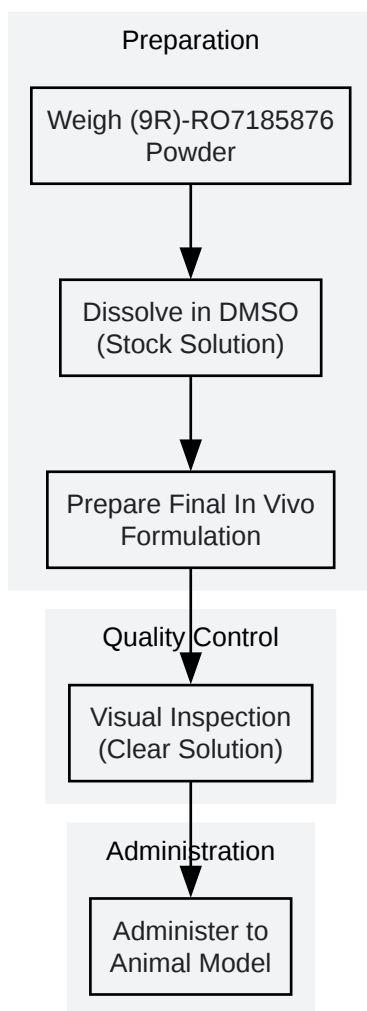 Preparation
Weigh (9R)-RO7185876
Powder
Dissolve in DMSO
(Stock Solution)
Prepare Final In Vivo
Formulation
Quality Control
Visual Inspection
(Clear Solution)
Administration
Administer to
Animal Model